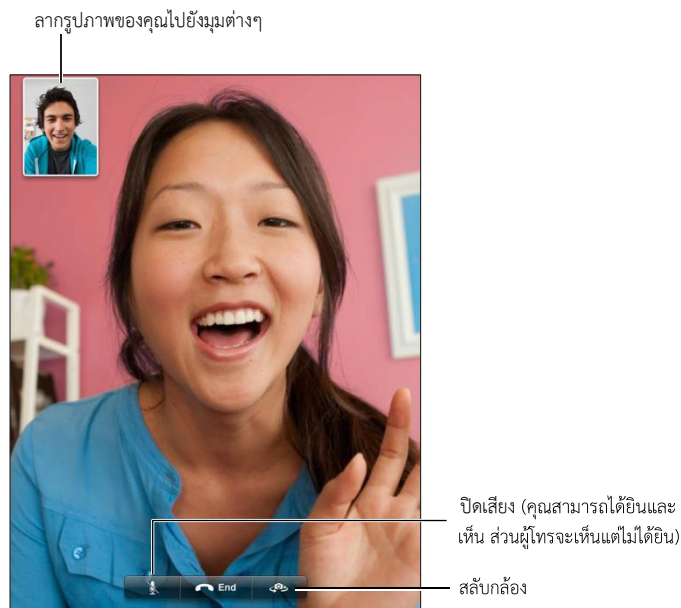 ลากรูปภาพของคุณไปยังมุมต่างๆ
ปิดเสียง (คุณสามารถได้ยินและ
เห็น ส่วนผู้โทรจะเห็นแต่ไม่ได้ยิน)
End
สลับกล้อง